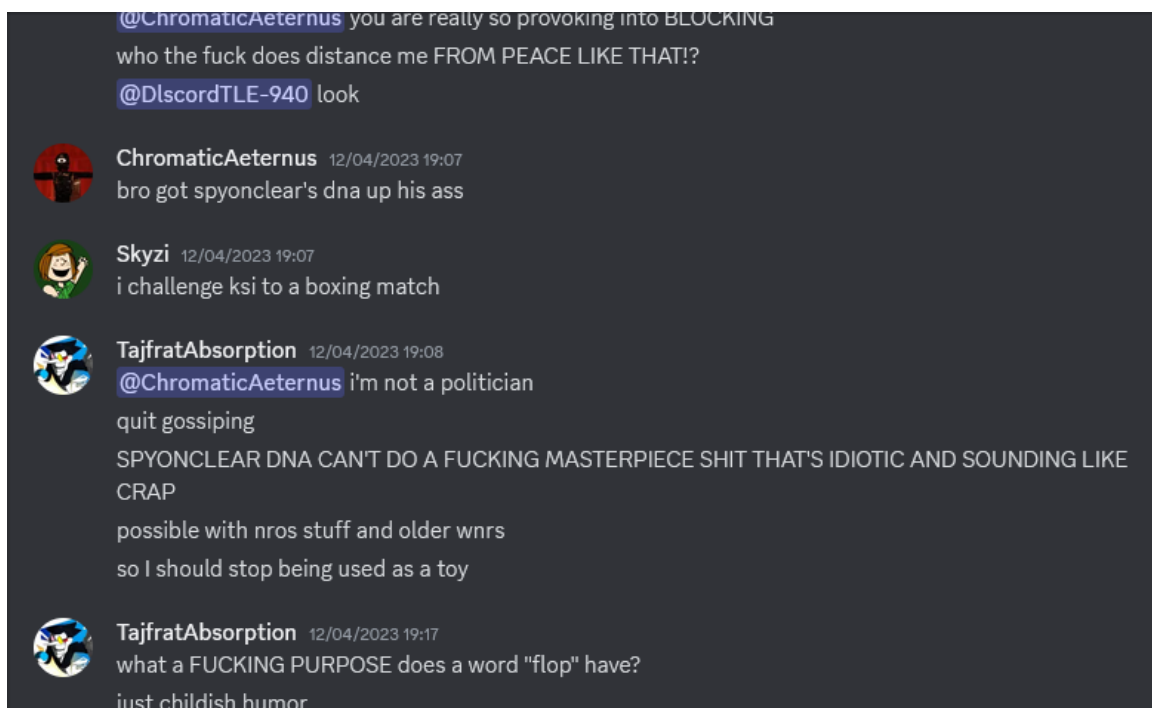 @ChromaticAeternus you are really so provoking into BLOCKING
who the fuck does distance me FROM PEACE LIKE THAT!?
@DlscordTLE-940 look
ChromaticAeternus 12/04/2023 19:07
bro got spyonclear's dna up his ass
Skyzi 12/04/2023 19:07
i challenge ksi to a boxing match
TajfratAbsorption 12/04/2023 19:08
@ChromaticAeternus i'm not a politician
quit gossiping
SPYONCLEAR DNA CAN'T DO A FUCKING MASTERPIECE SHIT THAT'S IDIOTIC AND SOUNDING LIKE
CRAP
possible with nros stuff and older wnrs
so I should stop being used as a toy
TajfratAbsorption 12/04/2023 19:17
what a FUCKING PURPOSE does a word "flop" have?
just childish humor